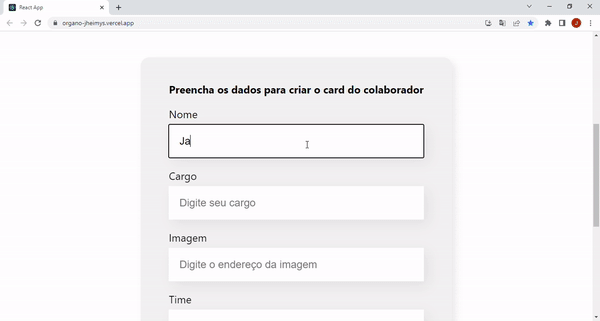 React App
organo-jheimys.vercel.app
J
Preencha os dados para criar o card do colaborador
Nome
Ja
Cargo
Digite seu cargo
Imagem
Digite o endereço da imagem
Time